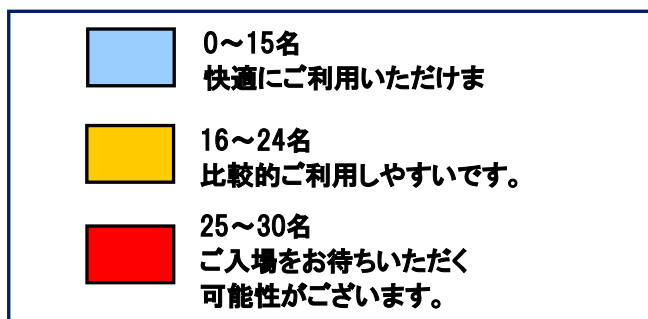 0～15名
快適にご利用いただけま
16～24名
比較的ご利用しやすいです。
25～30名
ご入場をお待ちいただく
可能性がございます。